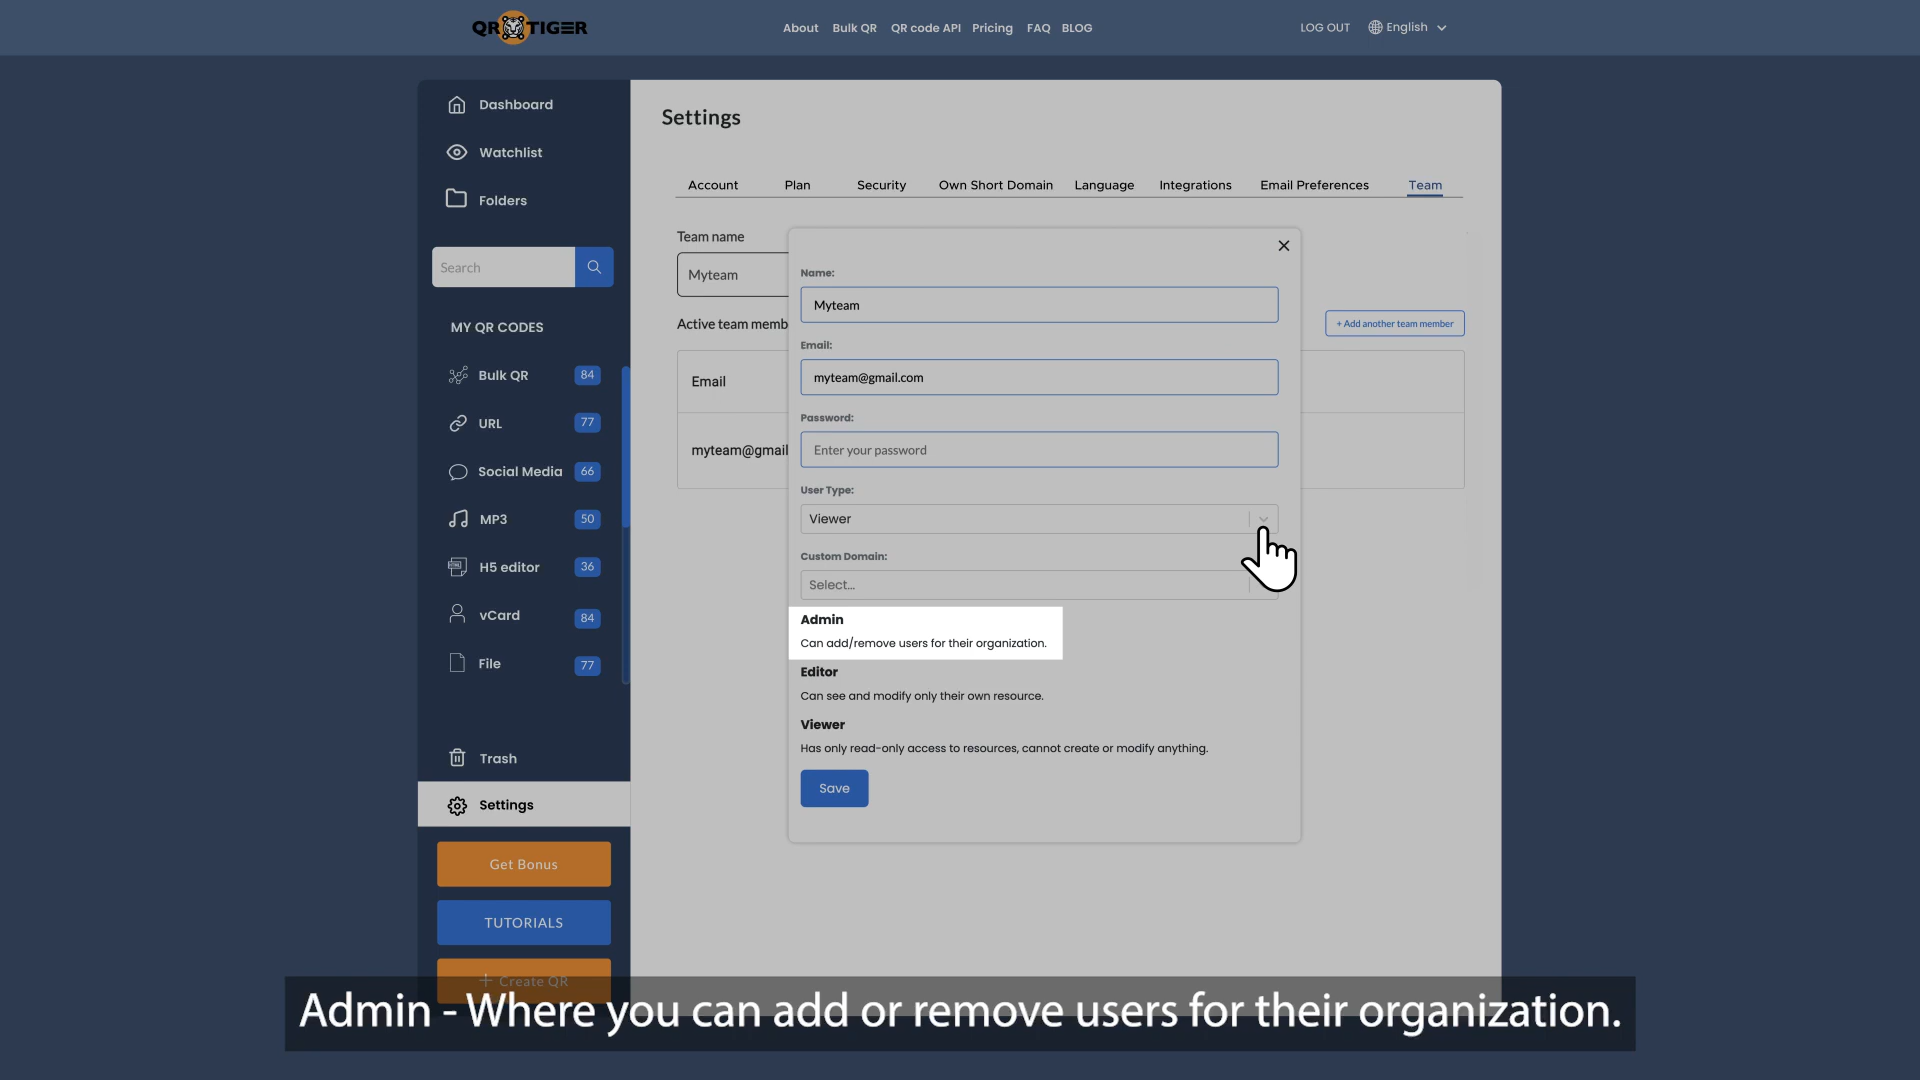 QR TIGER
About
Bulk QR
QR code API
Pricing
FAQ
BLOG
LOG OUT
English
Dashboard
Watchlist
Folders
Search
MY QR CODES
Bulk QR 84
URL 77
Social Media 66
MP3 50
H5 editor 36
vCard 84
File 77
Trash
Settings
Get Bonus
TUTORIALS
+ Create QR
Settings
Account
Plan
Security
Own Short Domain
Language
Integrations
Email Preferences
Team
Team name
Myteam
Active team memb
+ Add another team member
Email
myteam@gmail
Name:
Myteam
Email:
myteam@gmail.com
Password:
Enter your password
User Type:
Viewer
Custom Domain:
Select...
Admin
Can add/remove users for their organization.
Editor
Can see and modify only their own resource.
Viewer
Has only read-only access to resources, cannot create or modify anything.
Save
Admin - Where you can add or remove users for their organization.